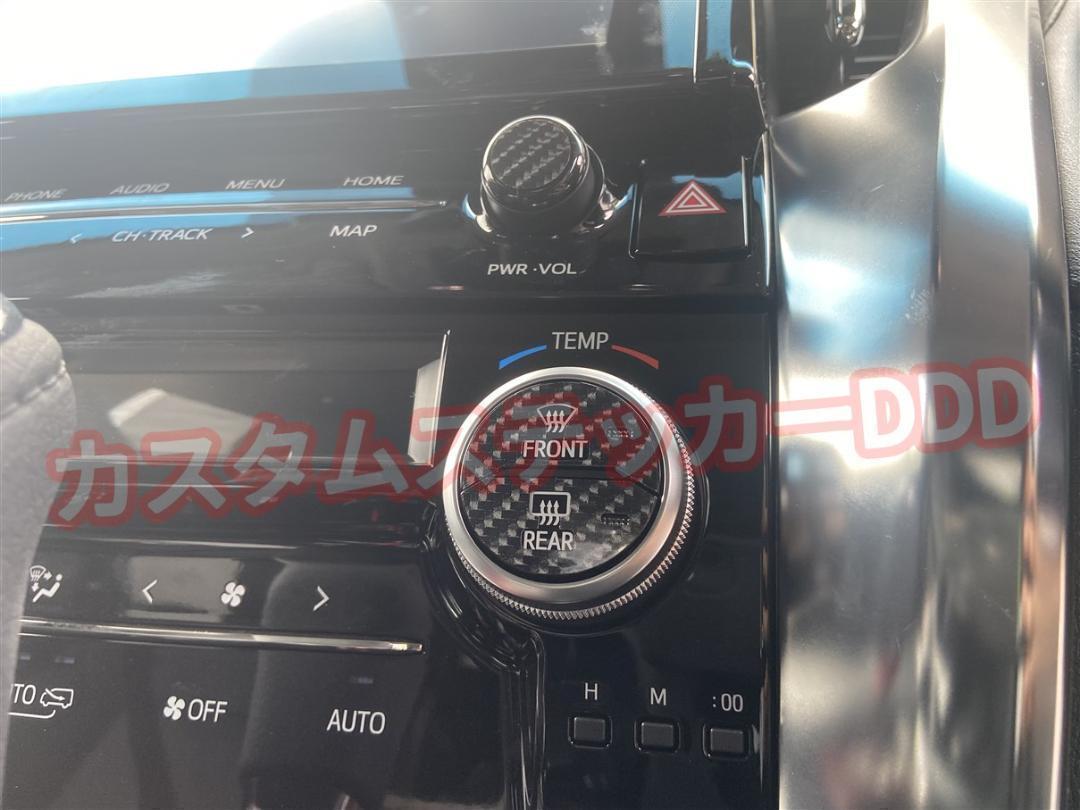 PHONE AUDIO MENU HOME
< CH·TRACK > MAP
PWR·VOL
TEMP
カスタムステッカーDDD
FRONT
REAR
< >
OFF
AUTO
H M :00